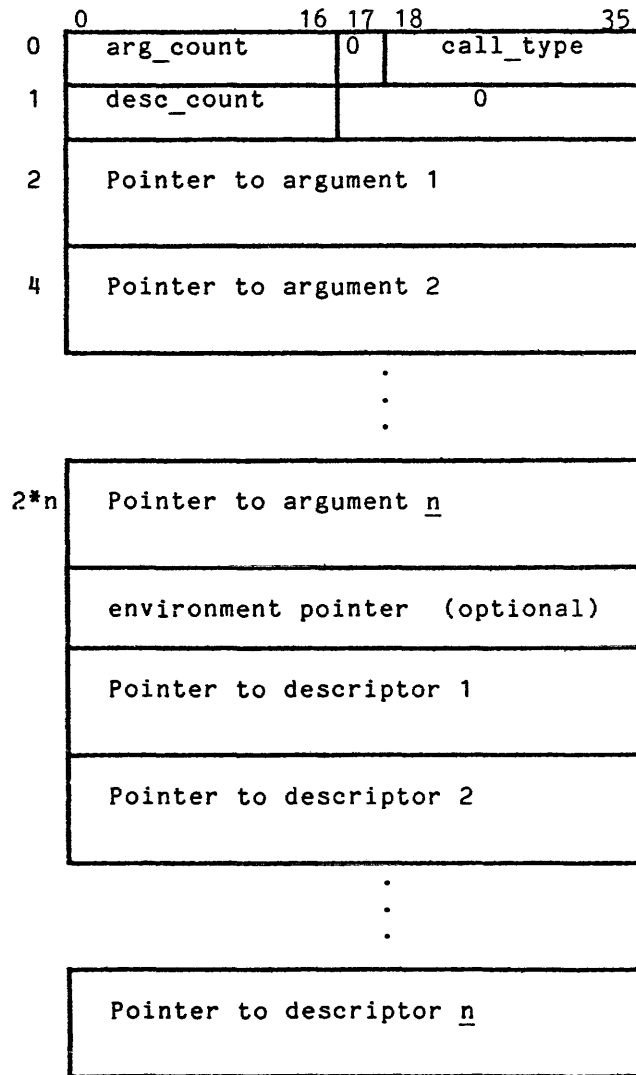 0 16 17 18 35
0 arg_count 0 call_type
1 desc_count 0
2 Pointer to argument 1
4 Pointer to argument 2
.
.
.
2*n Pointer to argument n
environment pointer (optional)
Pointer to descriptor 1
Pointer to descriptor 2
.
.
.
Pointer to descriptor n